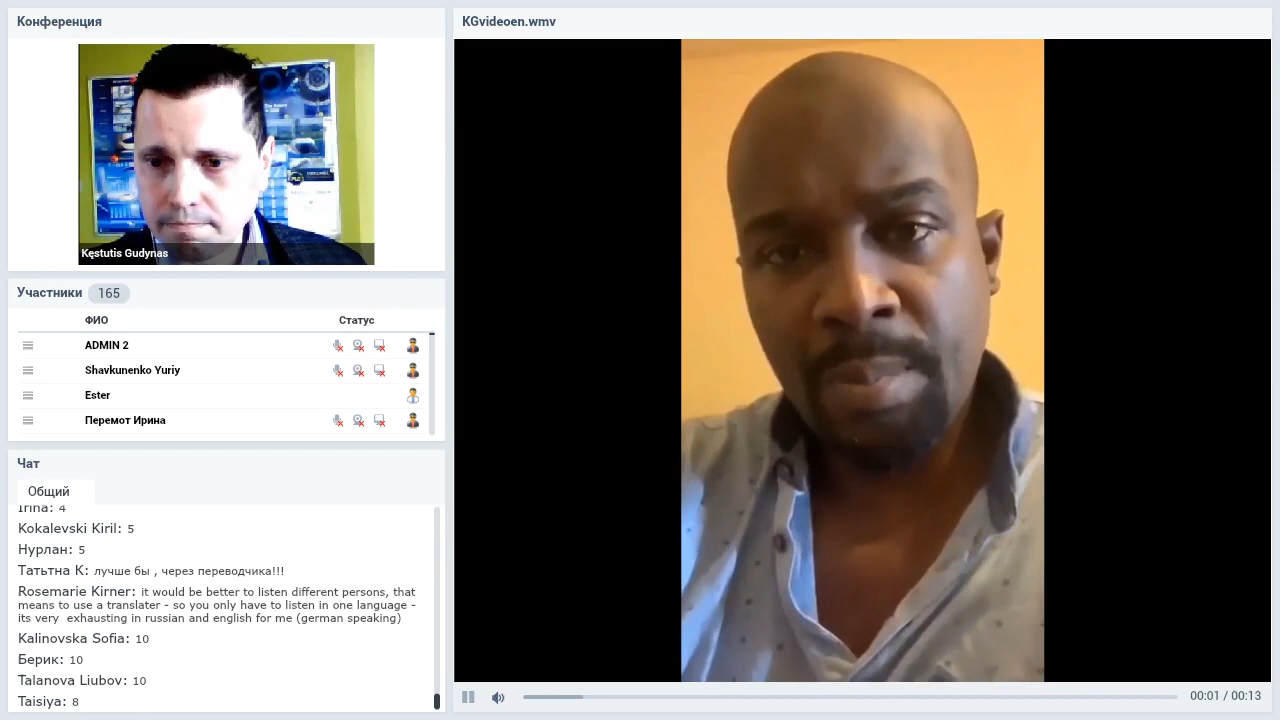 Конференция
Kęstutis Gudynas
Участники 165
ФИО Статус
ADMIN 2
Shavkunenko Yuriy
Ester
Перемот Ирина
Чат
Общий
Irina: 4
Kokalevski Kiril: 5
Нурлан: 5
Татьтна К: лучше бы , через переводчика!!!
Rosemarie Kirner: it would be better to listen different persons, that
means to use a translater - so you only have to listen in one language -
its very exhausting in russian and english for me (german speaking)
Kalinovska Sofia: 10
Берик: 10
Talanova Liubov: 10
Taisiya: 8
KGvideoen.wmv
00:01 / 00:13